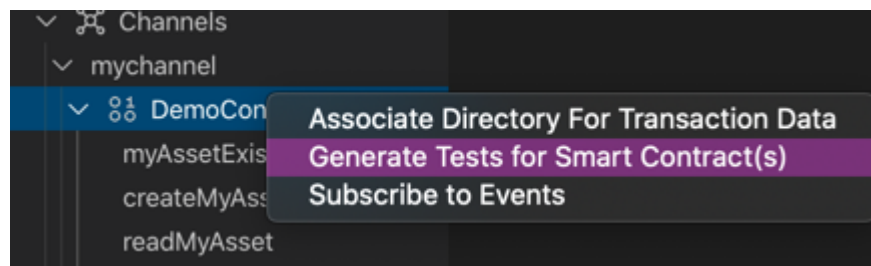 Channels
mychannel
DemoCon
Associate Directory For Transaction Data
myAssetExis
Generate Tests for Smart Contract(s)
createMyAss
Subscribe to Events
readMyAsset